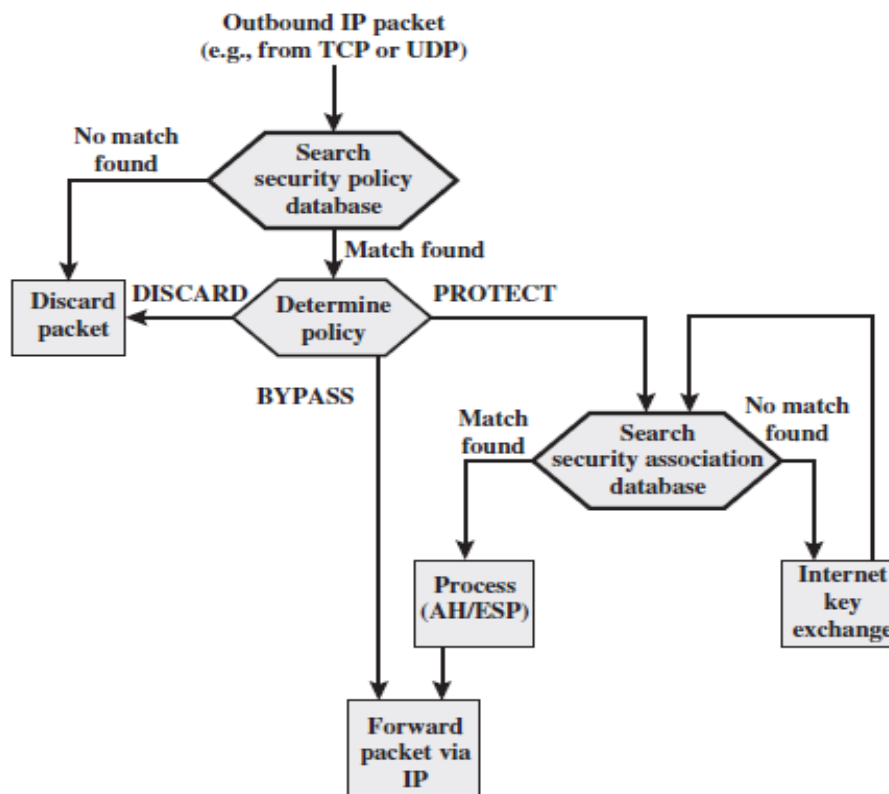 Outbound IP packet
(e.g., from TCP or UDP)
No match
found
Search
security policy
database
Match found
Discard
packet
DISCARD
Determine
policy
PROTECT
BYPASS
Match
found
No match
found
Search
security association
database
Process
(AH/ESP)
Internet
key
exchange
Forward
packet via
IP